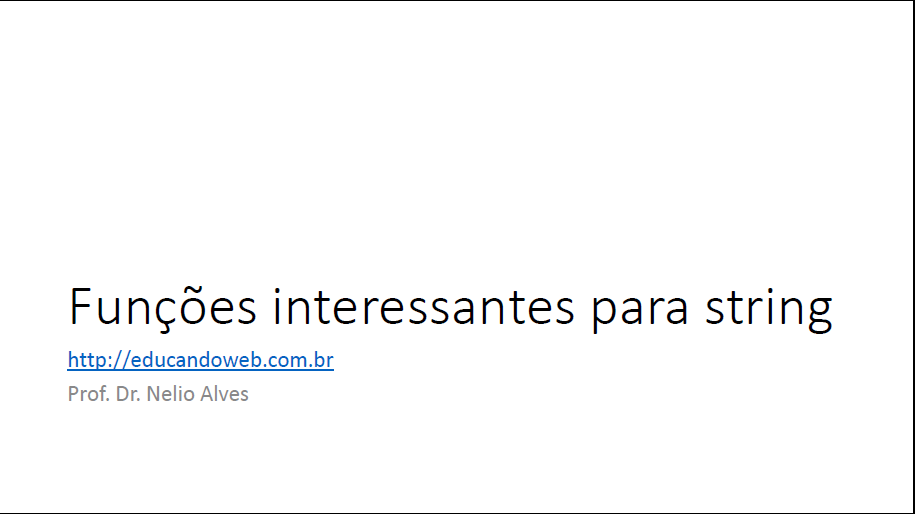 Funções interessantes para string
http://educandoweb.com.br
Prof. Dr. Nelio Alves